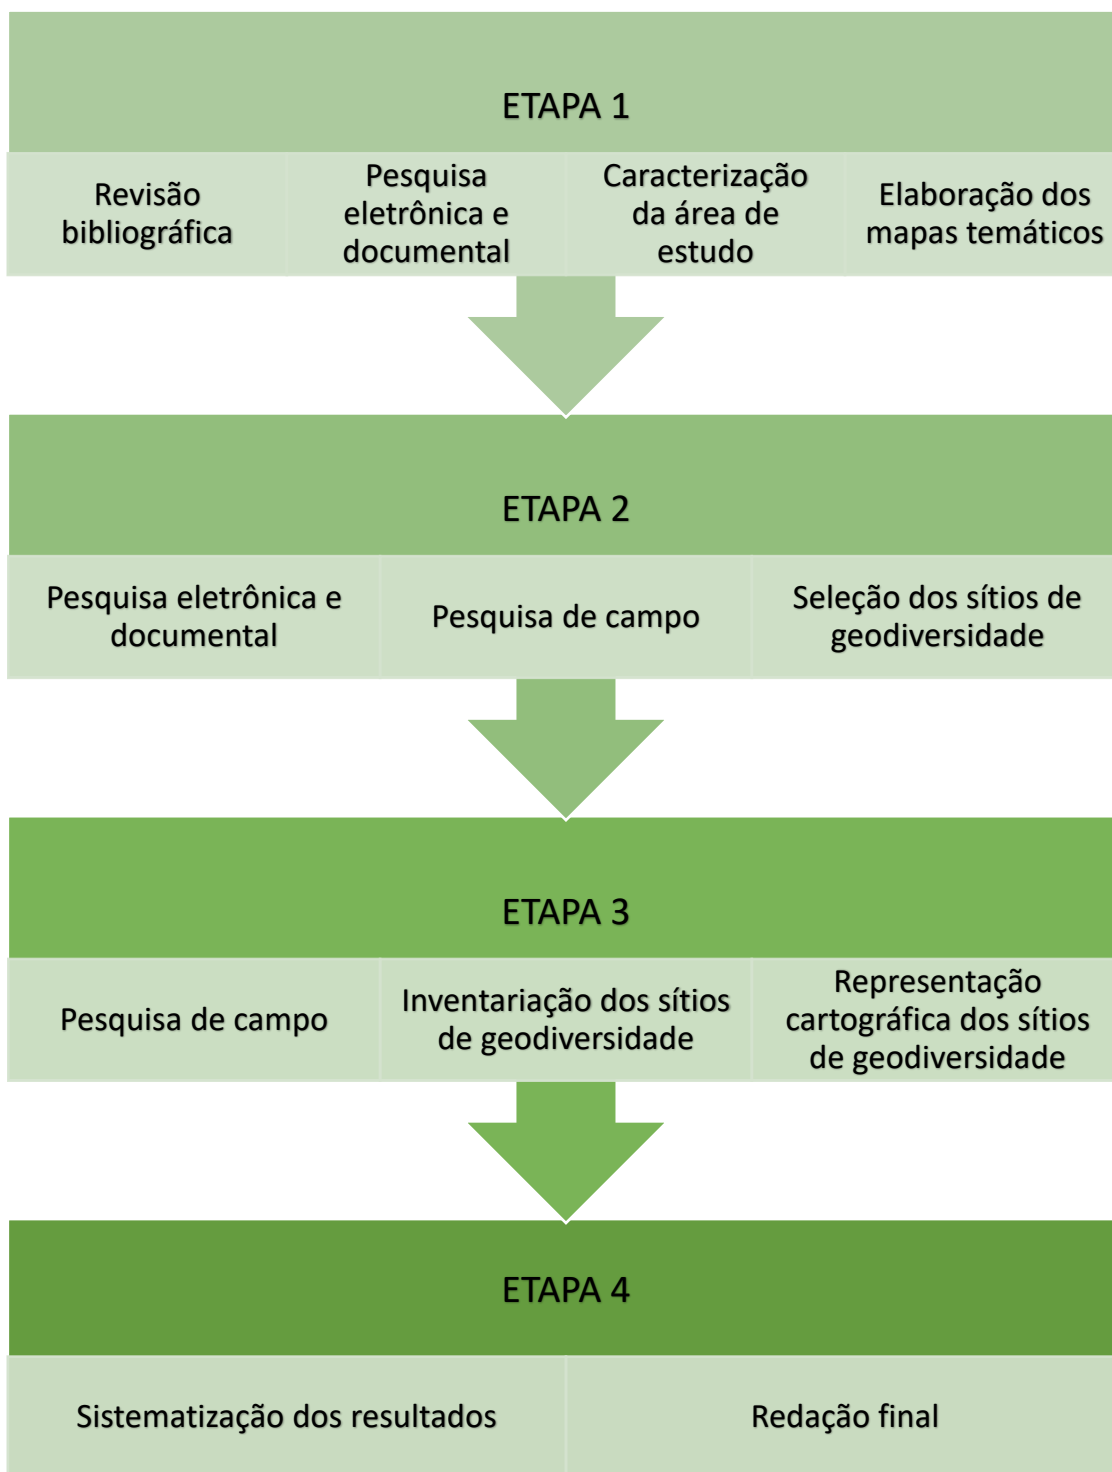 ETAPA 1
Revisão
bibliográfica
Pesquisa
eletrônica e
documental
Caracterização
da área de
estudo
Elaboração dos
mapas temáticos
ETAPA 2
Pesquisa eletrônica e
documental
Pesquisa de campo
Seleção dos sítios de
geodiversidade
ETAPA 3
Pesquisa de campo
Inventariação dos sítios
de geodiversidade
Representação
cartográfica dos sítios
de geodiversidade
ETAPA 4
Sistematização dos resultados
Redação final